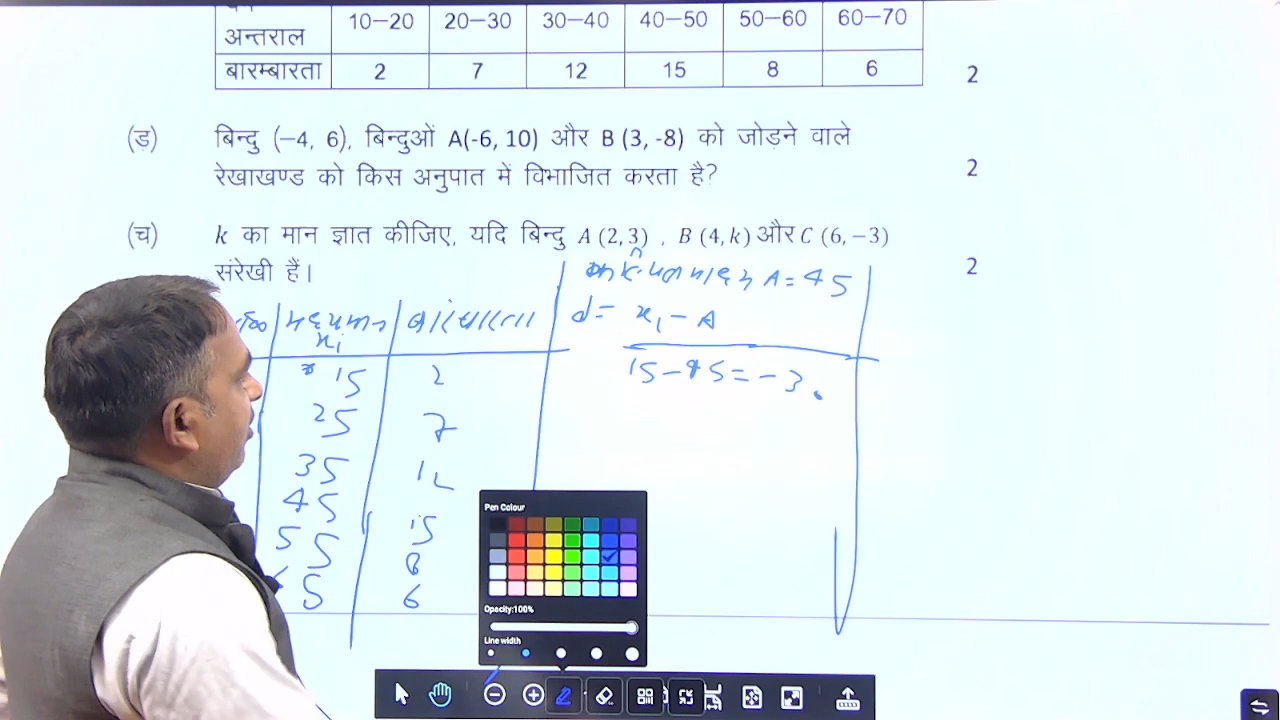 अन्तराल 10–20 20–30 30–40 40–50 50–60 60–70
बारम्बारता 2 7 12 15 8 6
2
(ड) बिन्दु (–4, 6), बिन्दुओं A(-6, 10) और B (3, -8) को जोड़ने वाले
रेखाखण्ड को किस अनुपात में विभाजित करता है?
2
(च) k का मान ज्ञात कीजिए, यदि बिन्दु A (2,3) , B (4,k) और C (6,–3)
संरेखी हैं।
2
A = 45
d = x₁ – A
xi
15 2 15 – 45 = – 3
25 7
35 12
45 15
55 8
5 6
Pen Colour
Opacity:100%
Line width